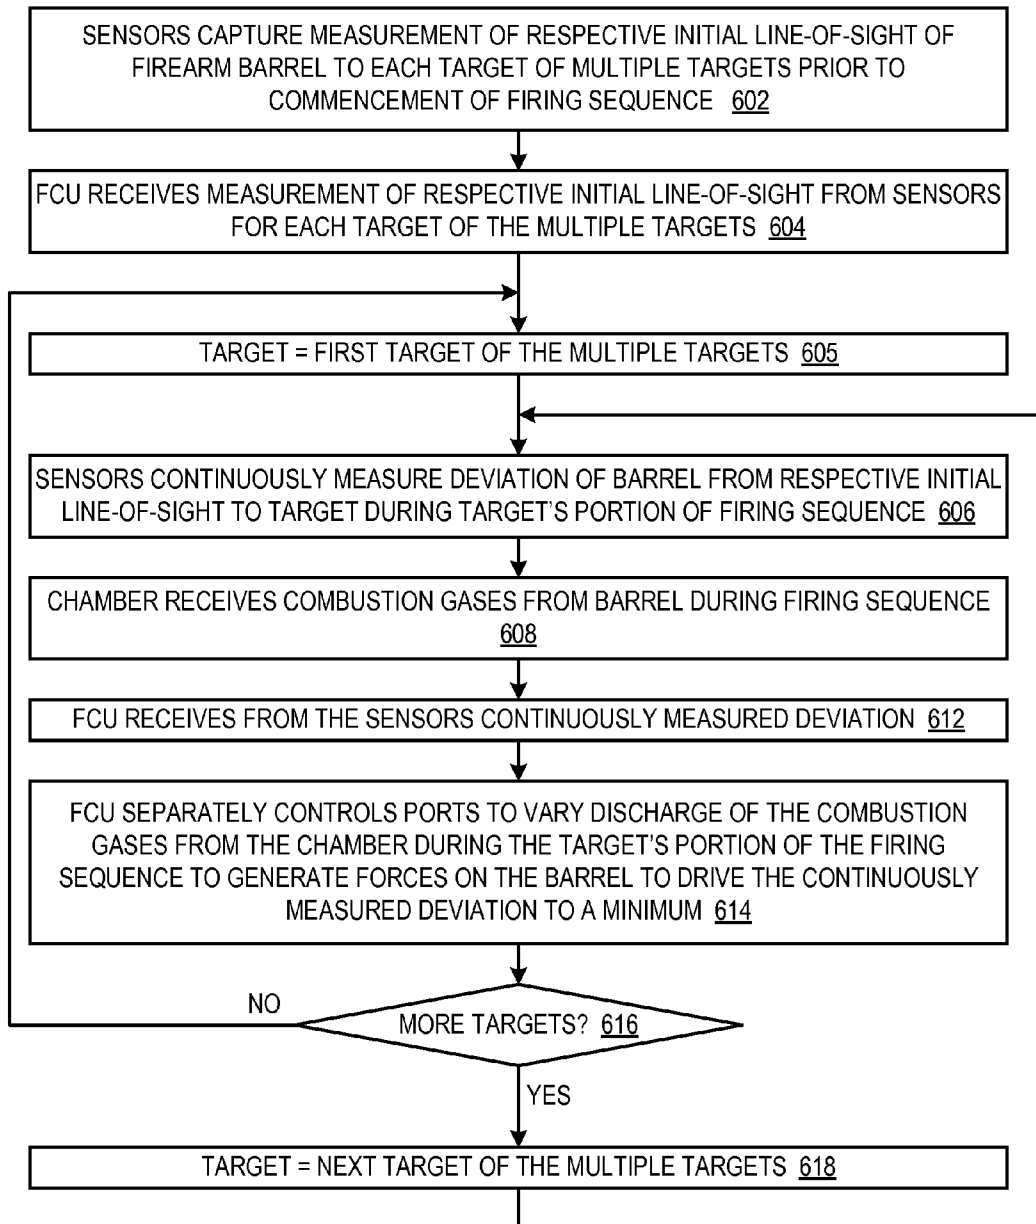 SENSORS CAPTURE MEASUREMENT OF RESPECTIVE INITIAL LINE-OF-SIGHT OF
FIREARM BARREL TO EACH TARGET OF MULTIPLE TARGETS PRIOR TO
COMMENCEMENT OF FIRING SEQUENCE 602
FCU RECEIVES MEASUREMENT OF RESPECTIVE INITIAL LINE-OF-SIGHT FROM SENSORS
FOR EACH TARGET OF THE MULTIPLE TARGETS 604
TARGET = FIRST TARGET OF THE MULTIPLE TARGETS 605
SENSORS CONTINUOUSLY MEASURE DEVIATION OF BARREL FROM RESPECTIVE INITIAL
LINE-OF-SIGHT TO TARGET DURING TARGET'S PORTION OF FIRING SEQUENCE 606
CHAMBER RECEIVES COMBUSTION GASES FROM BARREL DURING FIRING SEQUENCE
608
FCU RECEIVES FROM THE SENSORS CONTINUOUSLY MEASURED DEVIATION 612
FCU SEPARATELY CONTROLS PORTS TO VARY DISCHARGE OF THE COMBUSTION
GASES FROM THE CHAMBER DURING THE TARGET'S PORTION OF THE FIRING
SEQUENCE TO GENERATE FORCES ON THE BARREL TO DRIVE THE CONTINUOUSLY
MEASURED DEVIATION TO A MINIMUM 614
NO
MORE TARGETS? 616
YES
TARGET = NEXT TARGET OF THE MULTIPLE TARGETS 618